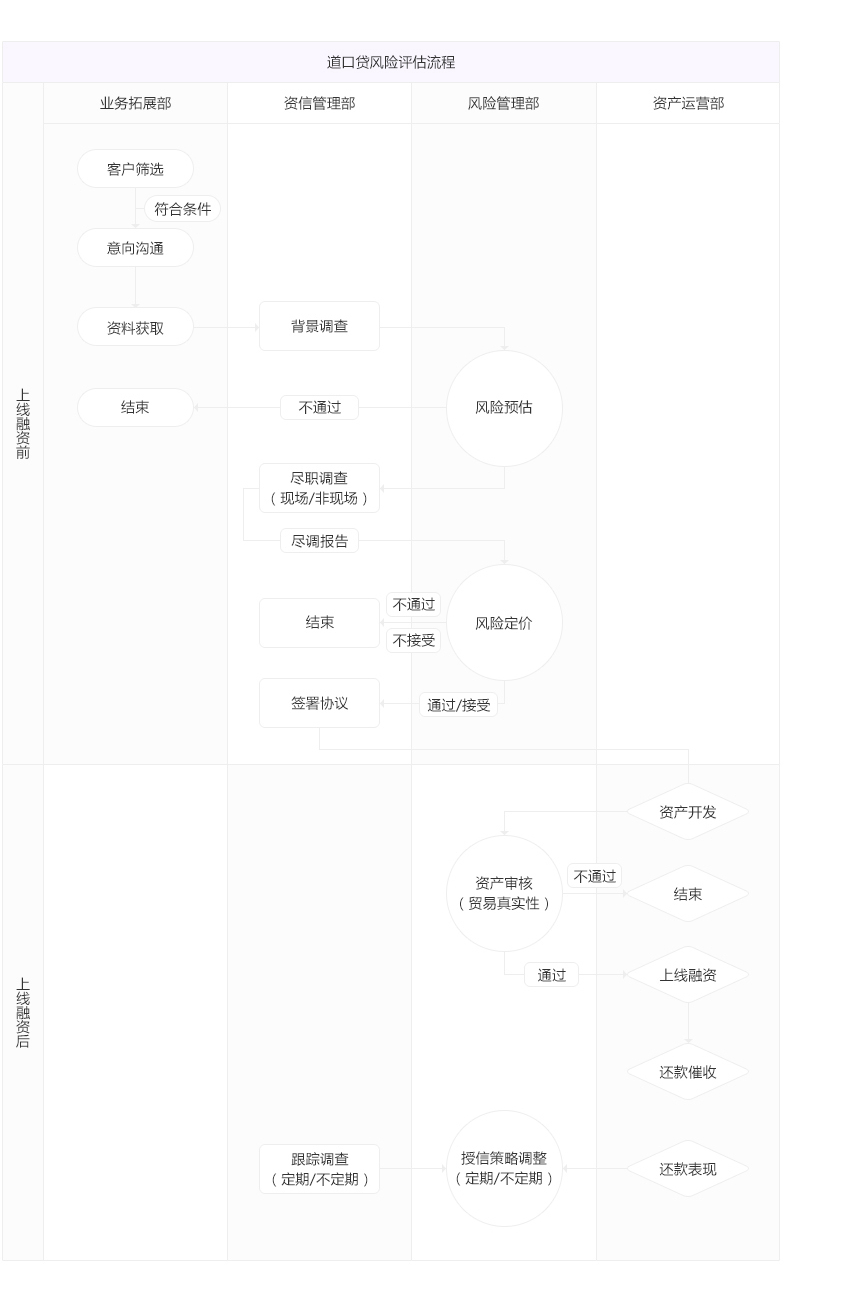 道口贷风险评估流程
业务拓展部
资信管理部
风险管理部
资产运营部
上线融资前
客户筛选
符合条件
意向沟通
资料获取
背景调查
风险预估
不通过
结束
尽职调查
（现场/非现场）
尽调报告
风险定价
不通过
不接受
结束
通过/接受
签署协议
上线融资后
资产开发
资产审核
（贸易真实性）
不通过
结束
通过
上线融资
还款催收
跟踪调查
（定期/不定期）
授信策略调整
（定期/不定期）
还款表现